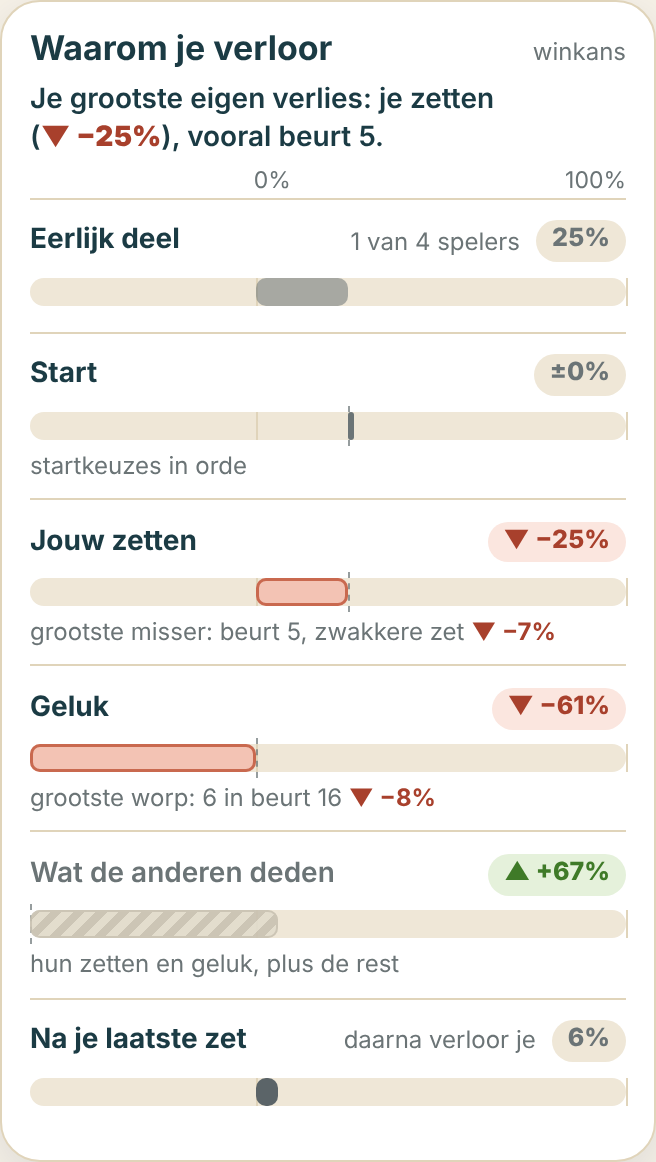 Waarom je verloor winkans
Je grootste eigen verlies: je zetten
(▼ −25%), vooral beurt 5.
0% 100%
Eerlijk deel 1 van 4 spelers 25%
Start ±0%
startkeuzes in orde
Jouw zetten ▼ −25%
grootste misser: beurt 5, zwakkere zet ▼ −7%
Geluk ▼ −61%
grootste worp: 6 in beurt 16 ▼ −8%
Wat de anderen deden ▲ +67%
hun zetten en geluk, plus de rest
Na je laatste zet daarna verloor je 6%